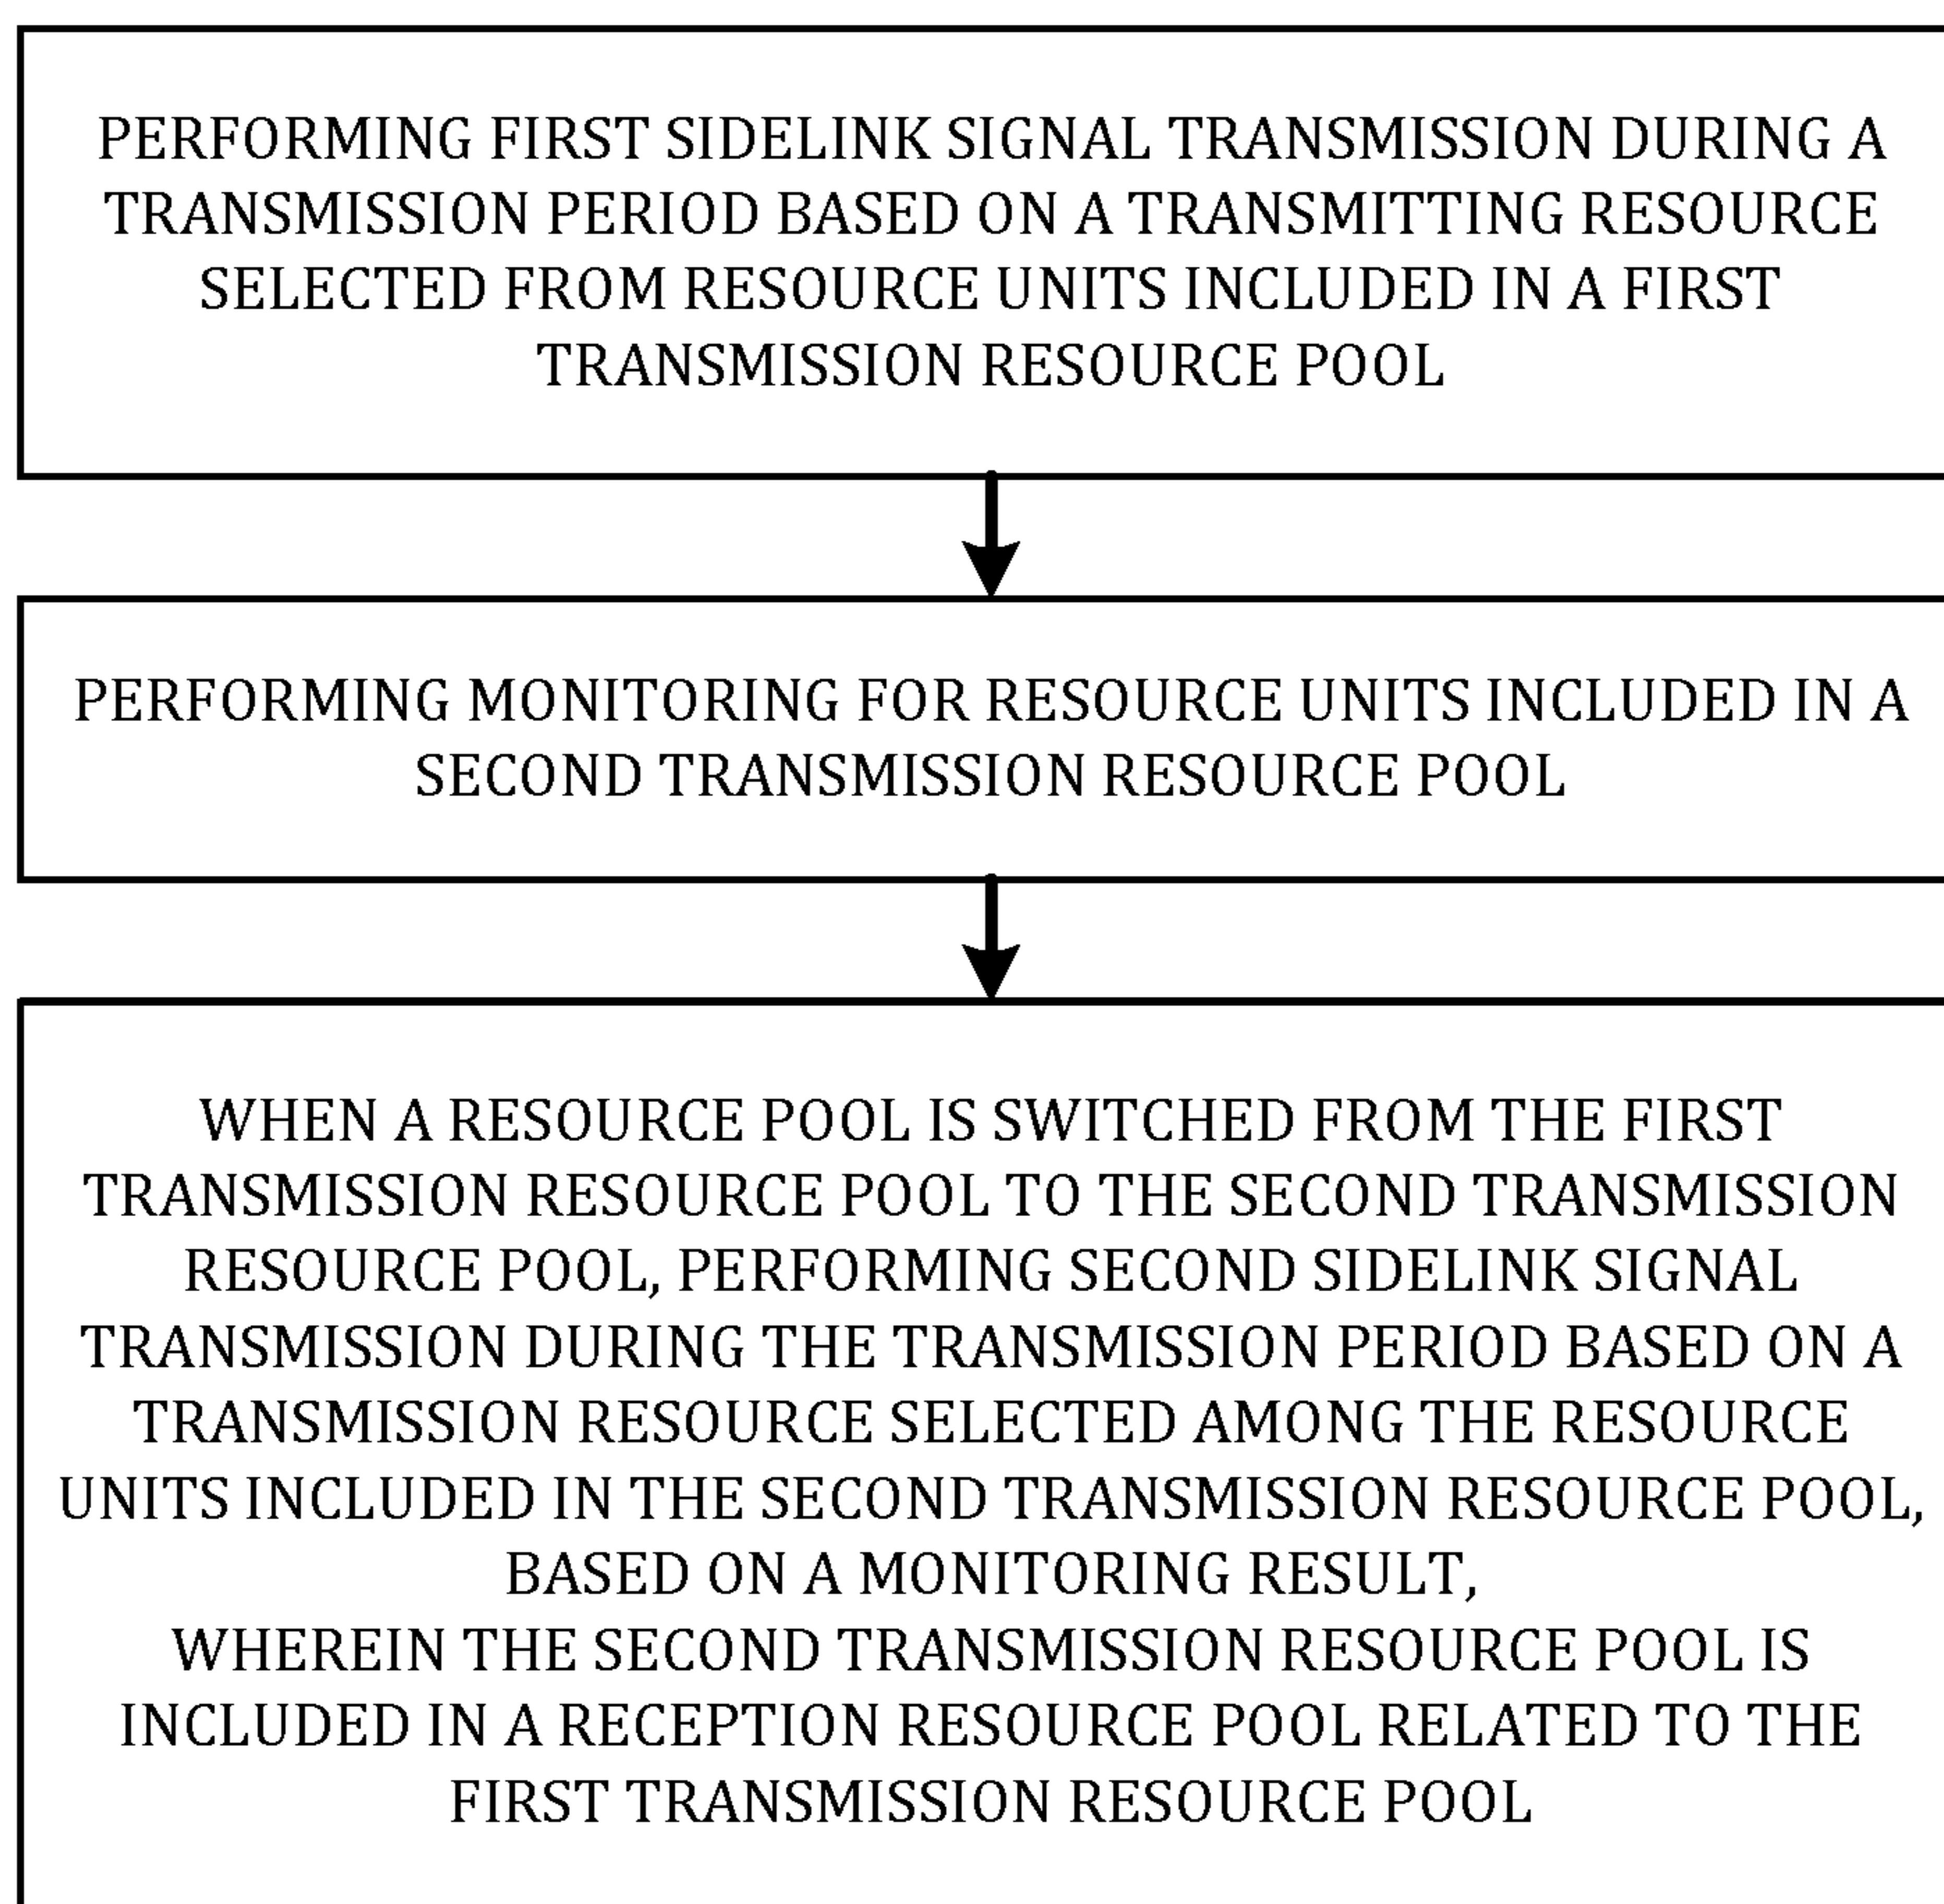 PERFORMING FIRST SIDELINK SIGNAL TRANSMISSION DURING A
TRANSMISSION PERIOD BASED ON A TRANSMITTING RESOURCE
SELECTED FROM RESOURCE UNITS INCLUDED IN A FIRST
TRANSMISSION RESOURCE POOL
PERFORMING MONITORING FOR RESOURCE UNITS INCLUDED IN A
SECOND TRANSMISSION RESOURCE POOL
WHEN A RESOURCE POOL IS SWITCHED FROM THE FIRST
TRANSMISSION RESOURCE POOL TO THE SECOND TRANSMISSION
RESOURCE POOL, PERFORMING SECOND SIDELINK SIGNAL
TRANSMISSION DURING THE TRANSMISSION PERIOD BASED ON A
TRANSMISSION RESOURCE SELECTED AMONG THE RESOURCE
UNITS INCLUDED IN THE SECOND TRANSMISSION RESOURCE POOL,
BASED ON A MONITORING RESULT,
WHEREIN THE SECOND TRANSMISSION RESOURCE POOL IS
INCLUDED IN A RECEPTION RESOURCE POOL RELATED TO THE
FIRST TRANSMISSION RESOURCE POOL